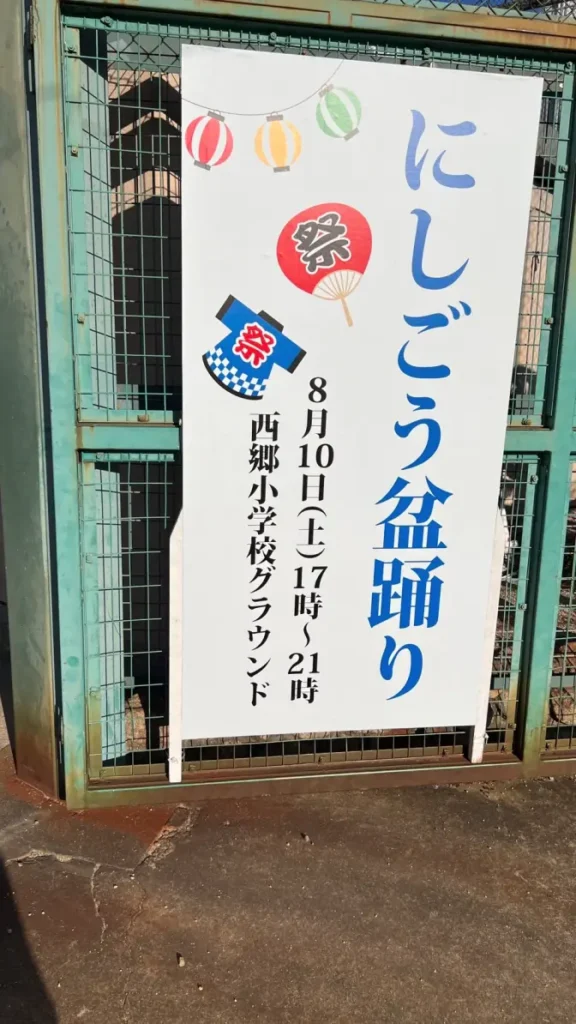 にしごう盆踊り
祭
祭
8月10日(土)17時～21時
西郷小学校グラウンド